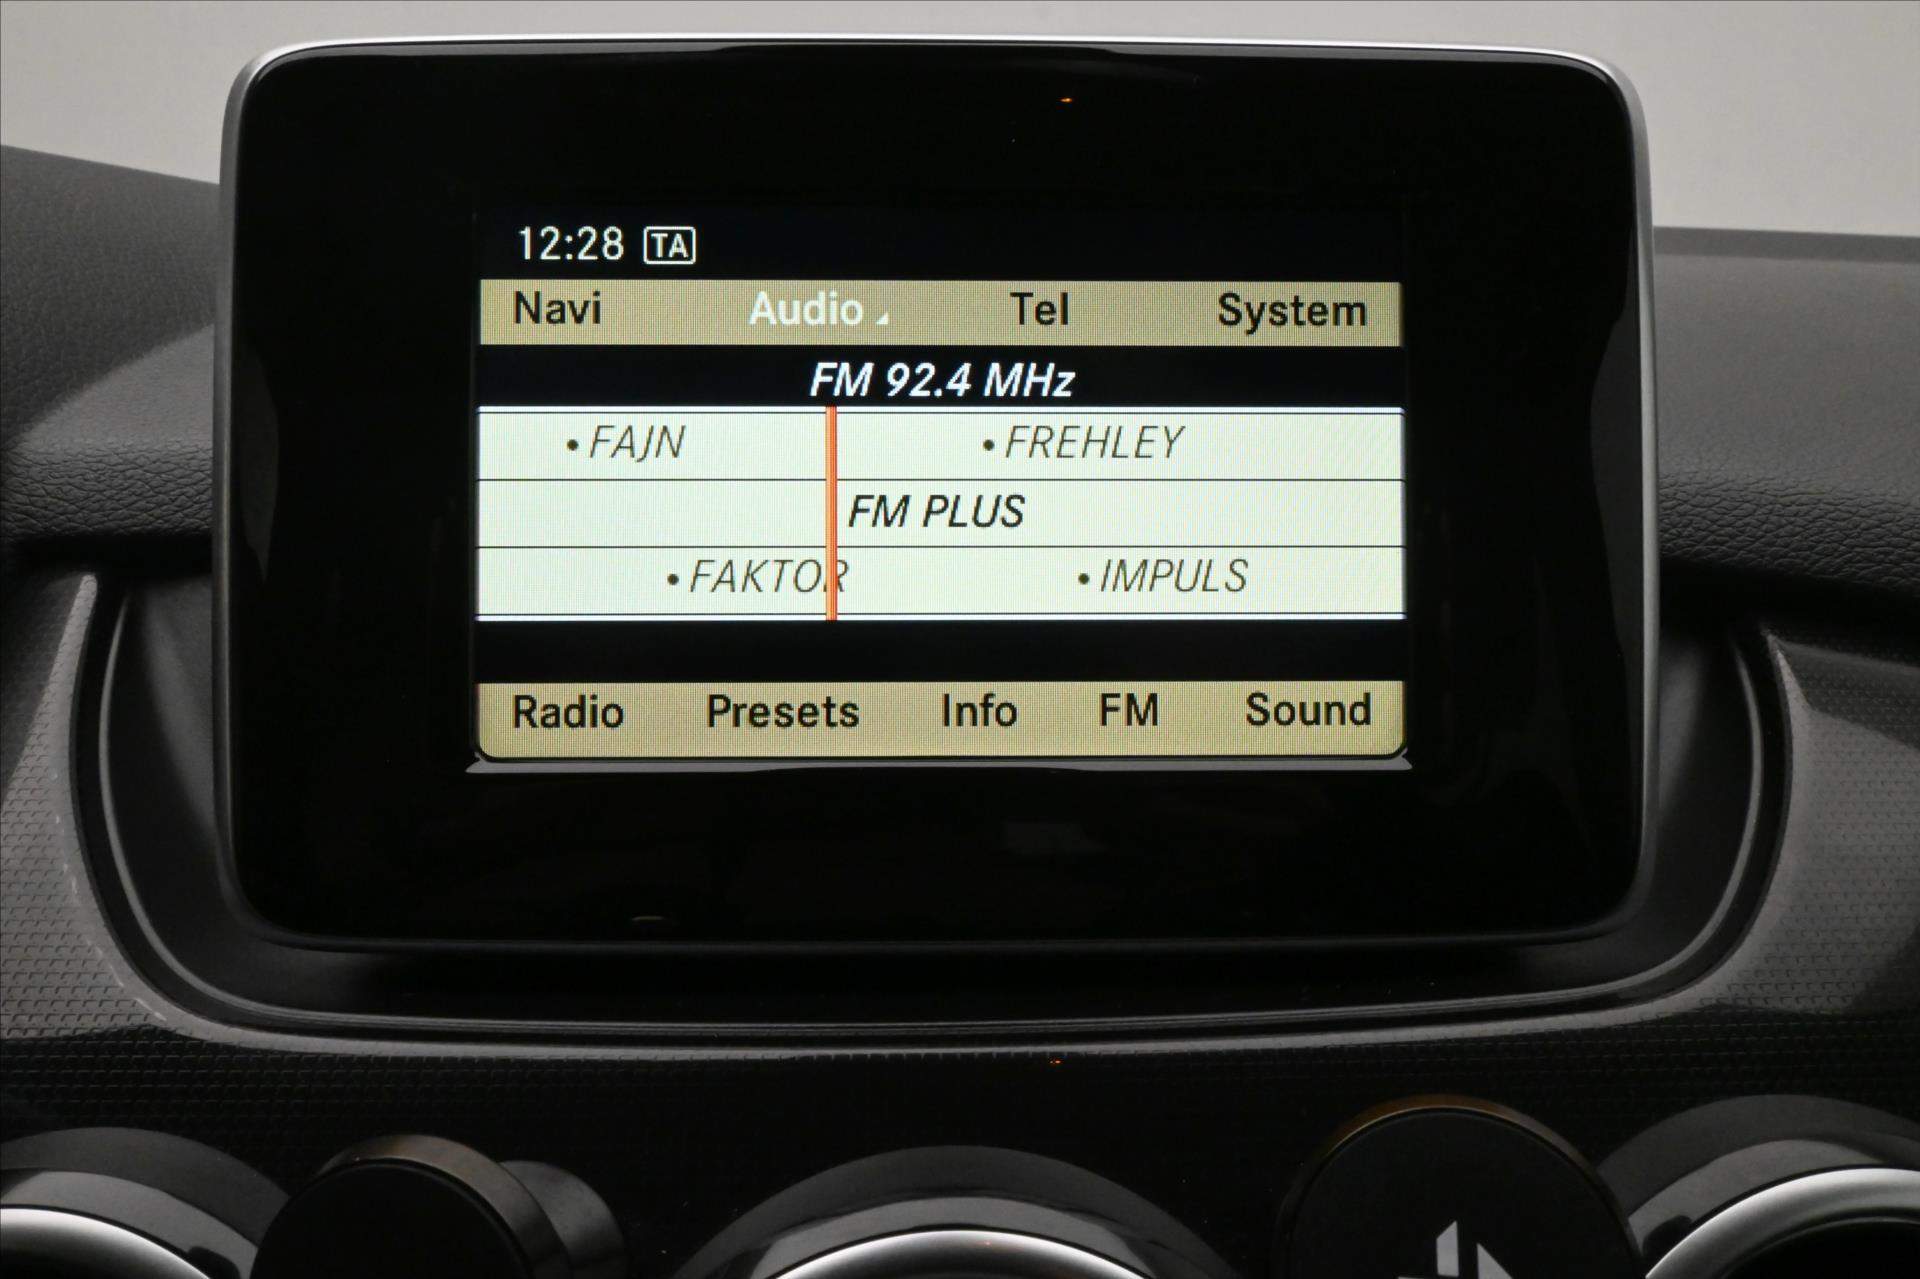 12:28 TA
Navi Audio Tel System
FM 92.4 MHz
• FAJN • FREHLEY
FM PLUS
• FAKTOR • IMPULS
Radio Presets Info FM Sound